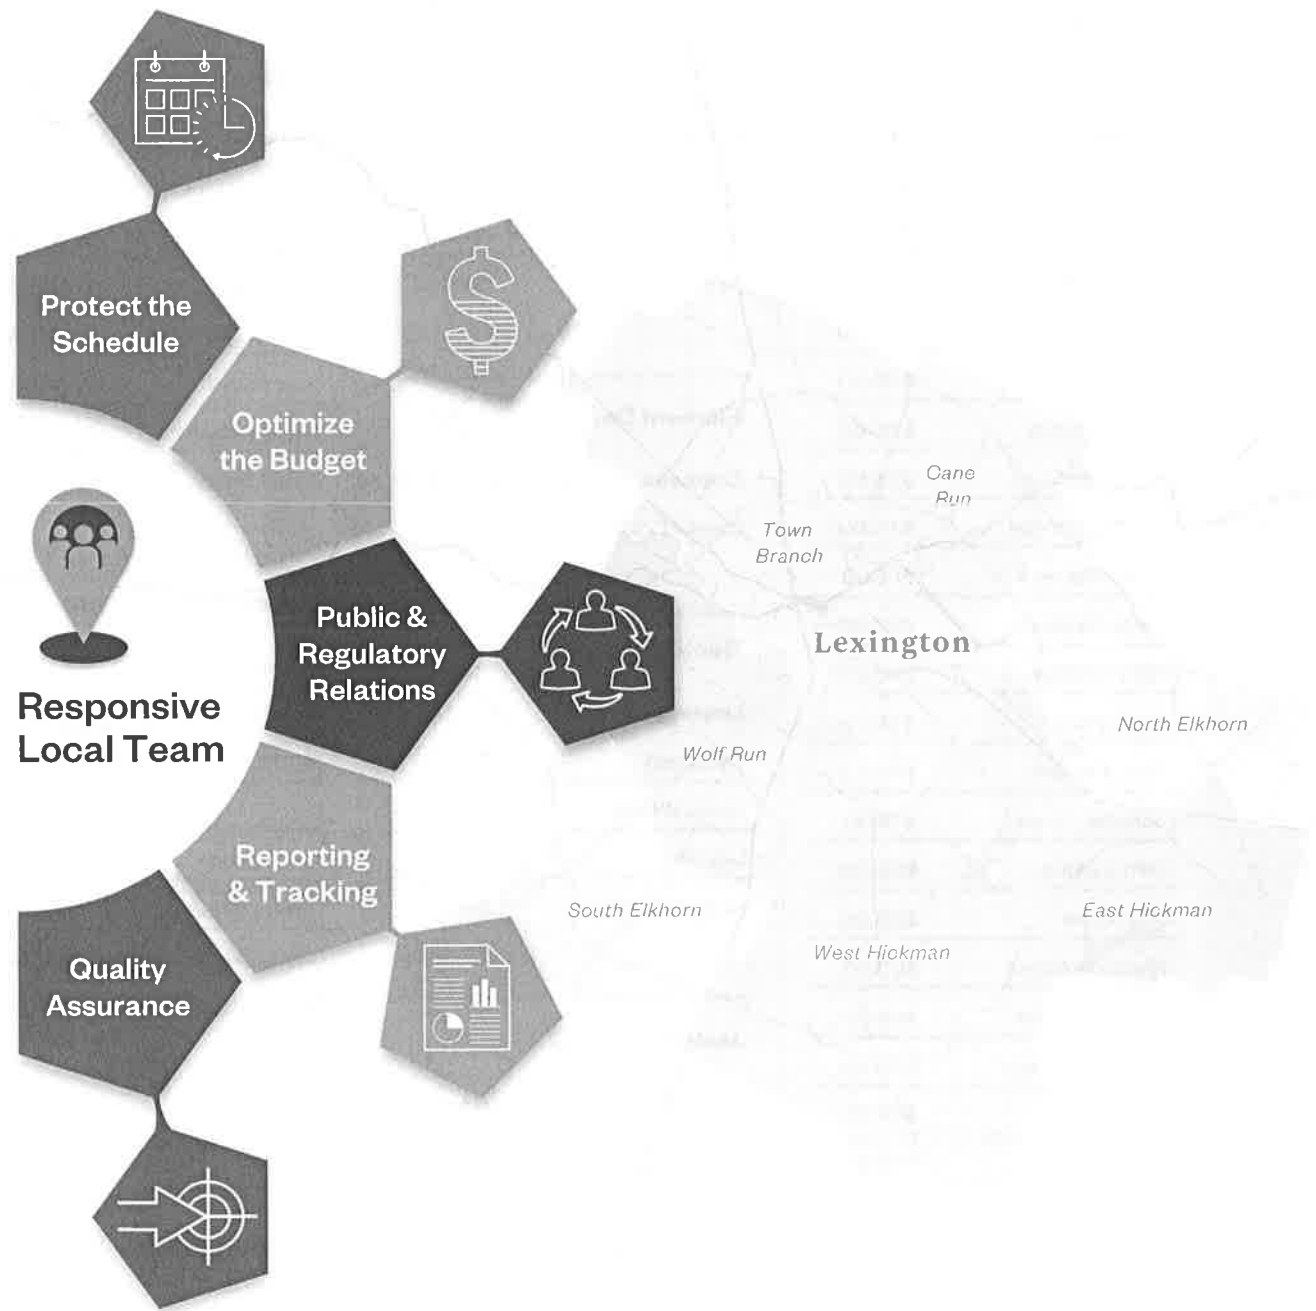 Protect the
Schedule
Optimize
the Budget
Cane
Run
Town
Branch
Public &
Regulatory
Relations
Lexington
Responsive
Local Team
North Elkhorn
Wolf Run
Reporting
& Tracking
South Elkhorn
East Hickman
West Hickman
Quality
Assurance